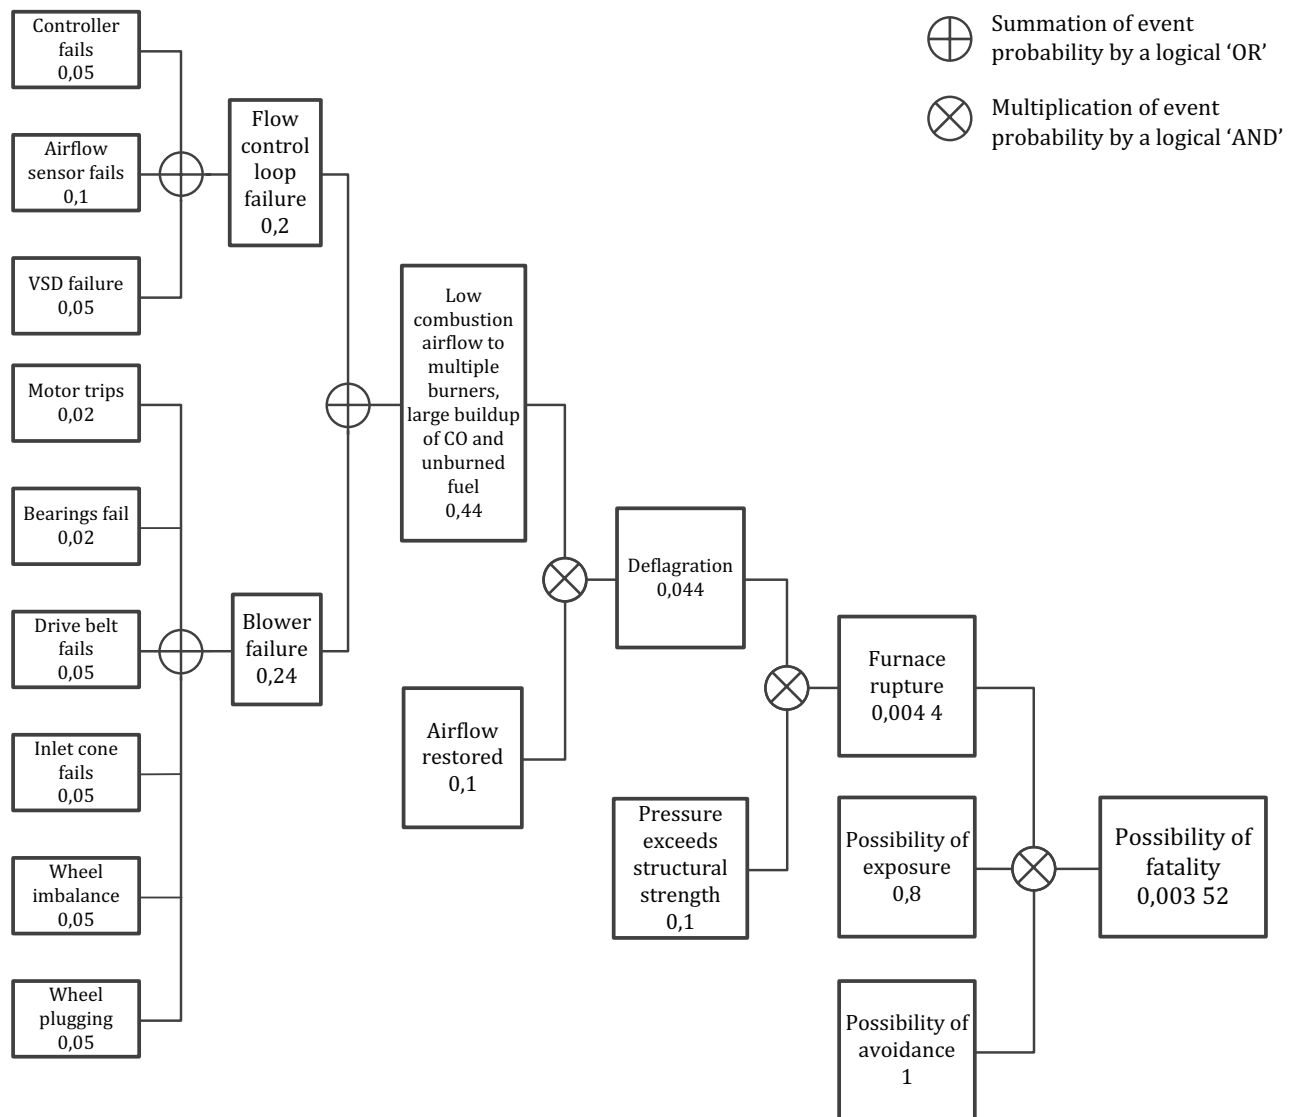 Controller
fails
0,05
Airflow
sensor fails
0,1
VSD failure
0,05
Motor trips
0,02
Bearings fail
0,02
Drive belt
fails
0,05
Inlet cone
fails
0,05
Wheel
imbalance
0,05
Wheel
plugging
0,05
Flow
control
loop
failure
0,2
Blower
failure
0,24
Low
combustion
airflow to
multiple
burners,
large buildup
of CO and
unburned
fuel
0,44
Airflow
restored
0,1
Deflagration
0,044
Pressure
exceeds
structural
strength
0,1
Furnace
rupture
0,004 4
Possibility of
exposure
0,8
Possibility of
avoidance
1
Possibility of
fatality
0,003 52
Summation of event
probability by a logical ‘OR’
Multiplication of event
probability by a logical ‘AND’